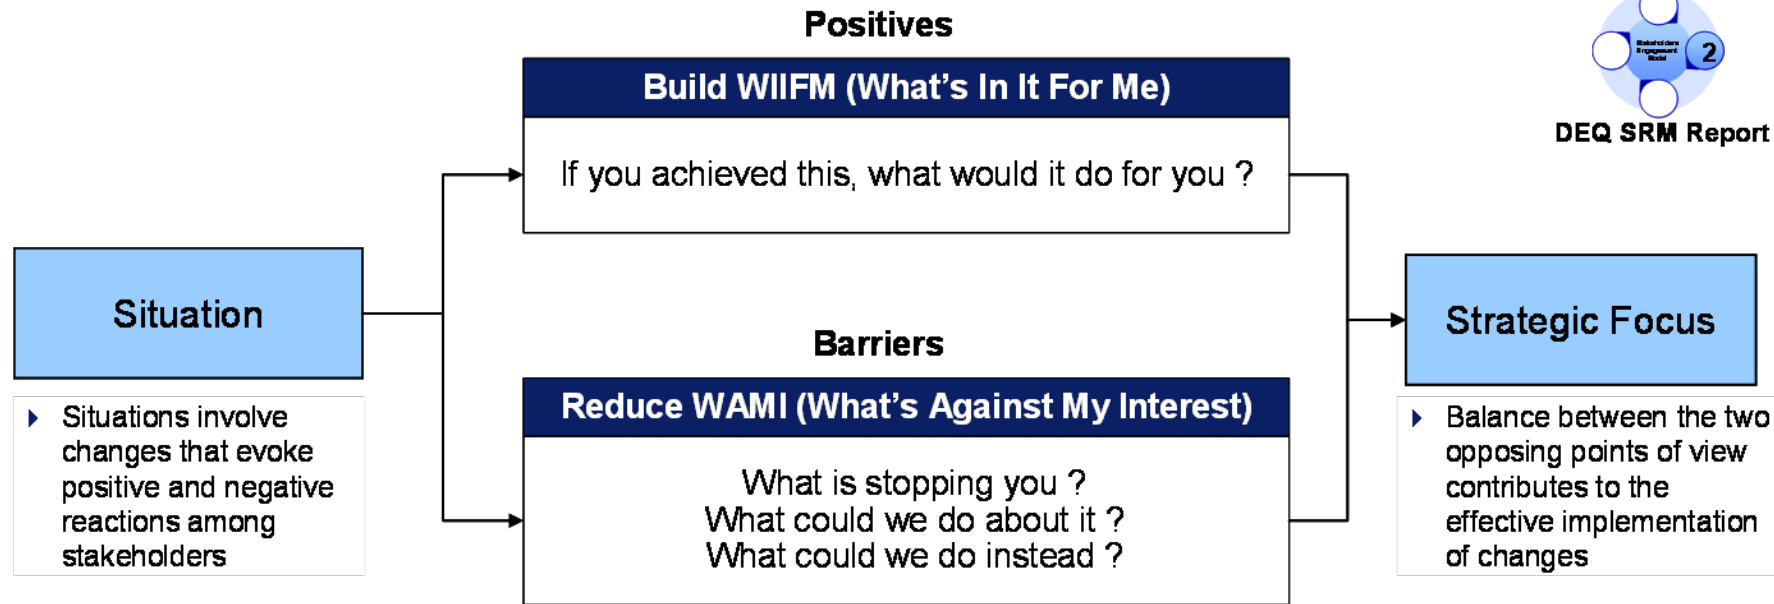 Positives
Build WIIFM (What's In It For Me)
If you achieved this, what would it do for you ?
Stakeholders
Engagement
Model
2
DEQ SRM Report
Situation
Situations involve
changes that evoke
positive and negative
reactions among
stakeholders
Barriers
Reduce WAMI (What's Against My Interest)
What is stopping you ?
What could we do about it ?
What could we do instead ?
Strategic Focus
Balance between the two
opposing points of view
contributes to the
effective implementation
of changes